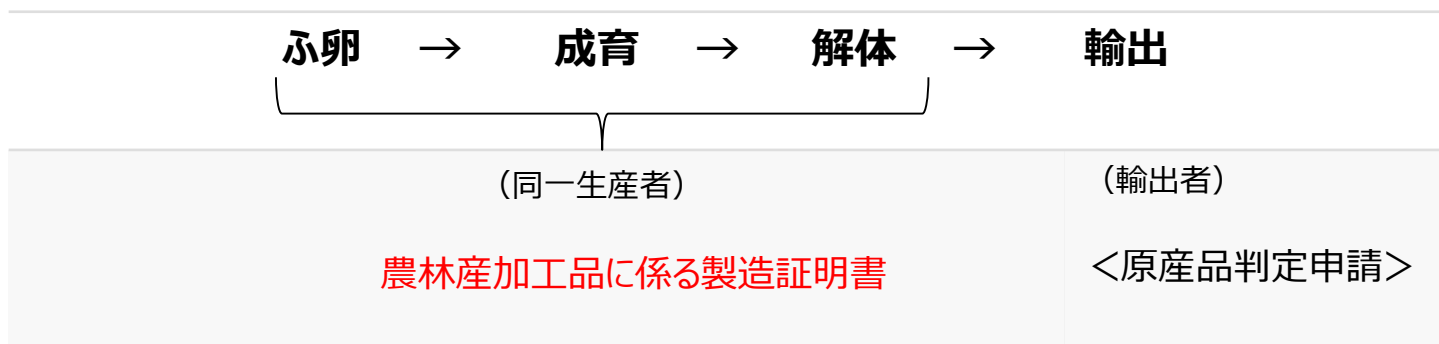 ふ卵 → 成育 → 解体 → 輸出
（同一生産者） （輸出者）
農林産加工品に係る製造証明書 ＜原産品判定申請＞